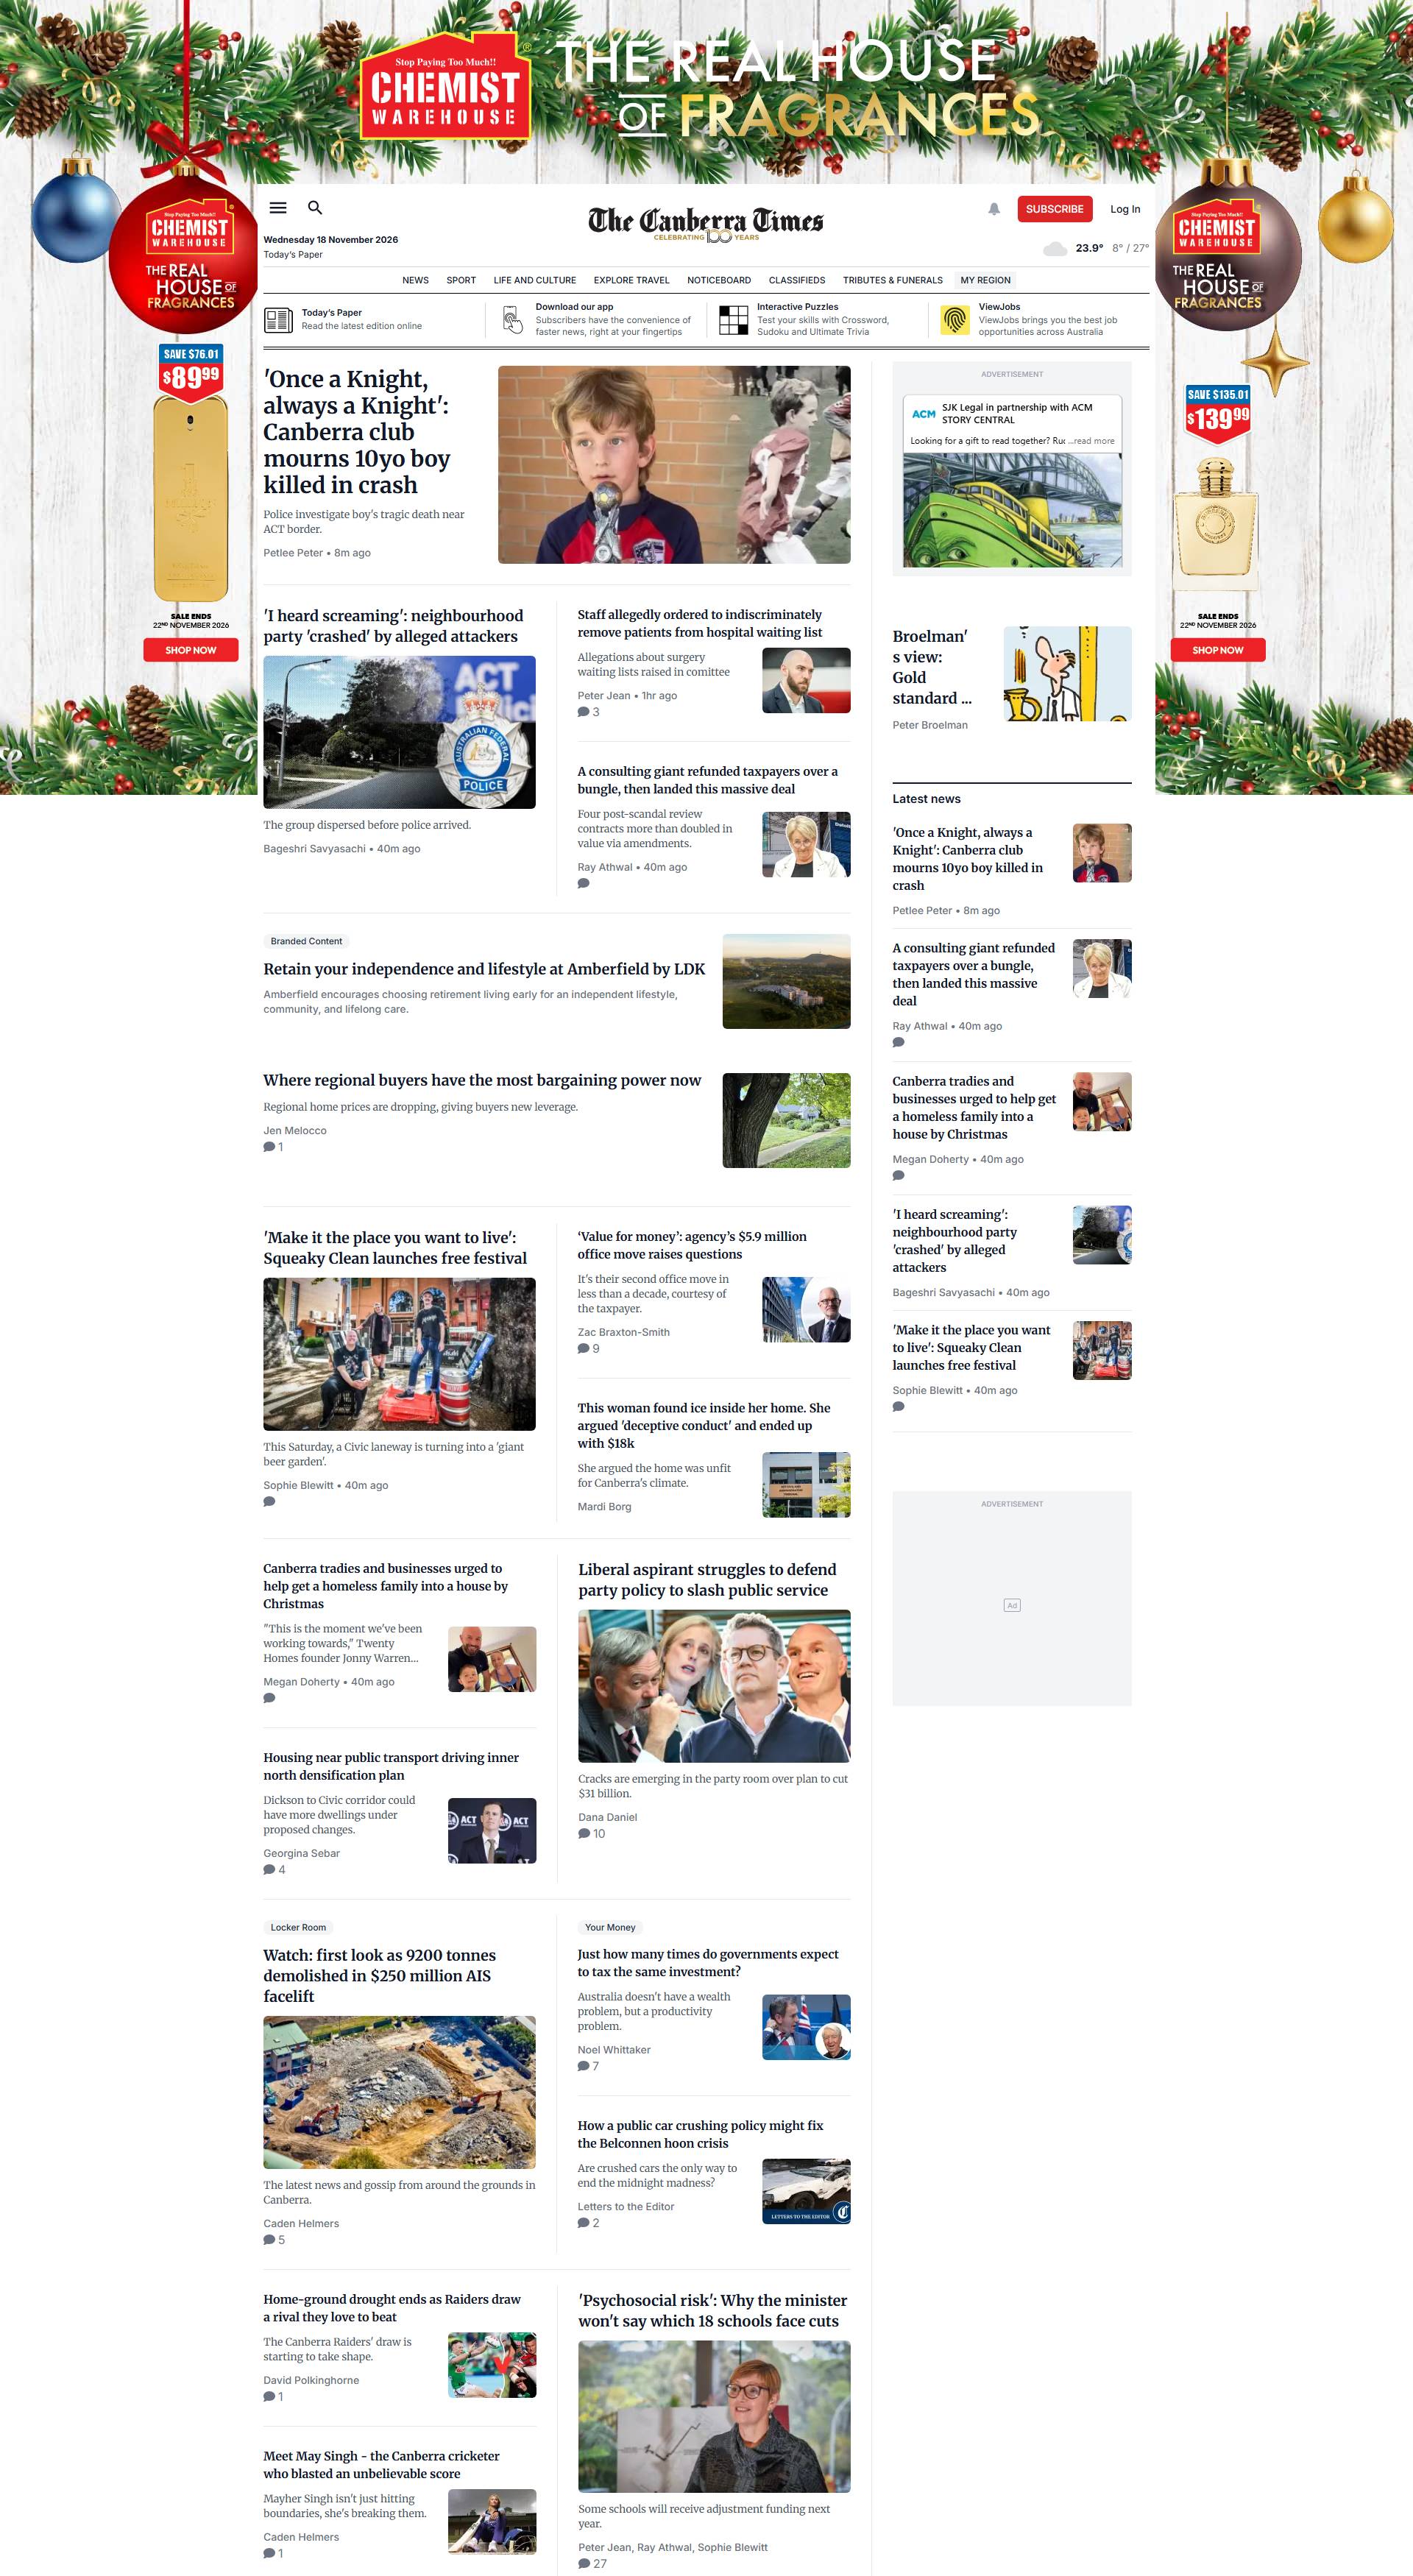 Stop Paying Too Much!!
CHEMIST
WAREHOUSE
®
THE REAL HOUSE
OF FRAGRANCES
Stop Paying Too Much!!
CHEMIST
WAREHOUSE
THE REAL
HOUSE OF
FRAGRANCES
SAVE $76.01
$8999
SALE ENDS
22ND NOVEMBER 2026
SHOP NOW
Stop Paying Too Much!!
CHEMIST
WAREHOUSE
THE REAL
HOUSE OF
FRAGRANCES
SAVE $135.01
$13999
SALE ENDS
22ND NOVEMBER 2026
SHOP NOW
The Canberra Times
CELEBRATING 100 YEARS
SUBSCRIBE
Log In
Wednesday 18 November 2026
Today's Paper
23.9° 8° / 27°
NEWS SPORT LIFE AND CULTURE EXPLORE TRAVEL NOTICEBOARD CLASSIFIEDS TRIBUTES & FUNERALS MY REGION
Today's Paper
Read the latest edition online
Download our app
Subscribers have the convenience of
faster news, right at your fingertips
Interactive Puzzles
Test your skills with Crossword,
Sudoku and Ultimate Trivia
ViewJobs
ViewJobs brings you the best job
opportunities across Australia
'Once a Knight,
always a Knight':
Canberra club
mourns 10yo boy
killed in crash
Police investigate boy's tragic death near
ACT border.
Petlee Peter • 8m ago
'I heard screaming': neighbourhood
party 'crashed' by alleged attackers
ACT
AUSTRALIAN FEDERAL
POLICE
The group dispersed before police arrived.
Bageshri Savyasachi • 40m ago
Staff allegedly ordered to indiscriminately
remove patients from hospital waiting list
Allegations about surgery
waiting lists raised in comittee
Peter Jean • 1hr ago
3
A consulting giant refunded taxpayers over a
bungle, then landed this massive deal
Four post-scandal review
contracts more than doubled in
value via amendments.
Ray Athwal • 40m ago
Branded Content
Retain your independence and lifestyle at Amberfield by LDK
Amberfield encourages choosing retirement living early for an independent lifestyle,
community, and lifelong care.
Where regional buyers have the most bargaining power now
Regional home prices are dropping, giving buyers new leverage.
Jen Melocco
1
'Make it the place you want to live':
Squeaky Clean launches free festival
This Saturday, a Civic laneway is turning into a 'giant
beer garden'.
Sophie Blewitt • 40m ago
‘Value for money’: agency’s $5.9 million
office move raises questions
It's their second office move in
less than a decade, courtesy of
the taxpayer.
Zac Braxton-Smith
9
This woman found ice inside her home. She
argued 'deceptive conduct' and ended up
with $18k
She argued the home was unfit
for Canberra's climate.
Mardi Borg
Canberra tradies and businesses urged to
help get a homeless family into a house by
Christmas
"This is the moment we've been
working towards," Twenty
Homes founder Jonny Warren...
Megan Doherty • 40m ago
Housing near public transport driving inner
north densification plan
Dickson to Civic corridor could
have more dwellings under
proposed changes.
ACT
ACT
Georgina Sebar
4
Liberal aspirant struggles to defend
party policy to slash public service
Cracks are emerging in the party room over plan to cut
$31 billion.
Dana Daniel
10
Locker Room
Watch: first look as 9200 tonnes
demolished in $250 million AIS
facelift
The latest news and gossip from around the grounds in
Canberra.
Caden Helmers
5
Your Money
Just how many times do governments expect
to tax the same investment?
Australia doesn't have a wealth
problem, but a productivity
problem.
Noel Whittaker
7
How a public car crushing policy might fix
the Belconnen hoon crisis
Are crushed cars the only way to
end the midnight madness?
LETTERS TO THE EDITOR
Letters to the Editor
2
Home-ground drought ends as Raiders draw
a rival they love to beat
The Canberra Raiders' draw is
starting to take shape.
David Polkinghorne
1
Meet May Singh - the Canberra cricketer
who blasted an unbelievable score
Mayher Singh isn't just hitting
boundaries, she's breaking them.
Caden Helmers
1
'Psychosocial risk': Why the minister
won't say which 18 schools face cuts
Some schools will receive adjustment funding next
year.
Peter Jean, Ray Athwal, Sophie Blewitt
27
ADVERTISEMENT
ACM
SJK Legal in partnership with ACM
STORY CENTRAL
Looking for a gift to read together? Ruc ...read more
Broelman'
s view:
Gold
standard ...
Peter Broelman
Latest news
'Once a Knight, always a
Knight': Canberra club
mourns 10yo boy killed in
crash
Petlee Peter • 8m ago
A consulting giant refunded
taxpayers over a bungle,
then landed this massive
deal
Ray Athwal • 40m ago
Canberra tradies and
businesses urged to help get
a homeless family into a
house by Christmas
Megan Doherty • 40m ago
'I heard screaming':
neighbourhood party
'crashed' by alleged
attackers
Bageshri Savyasachi • 40m ago
'Make it the place you want
to live': Squeaky Clean
launches free festival
Sophie Blewitt • 40m ago
ADVERTISEMENT
Ad